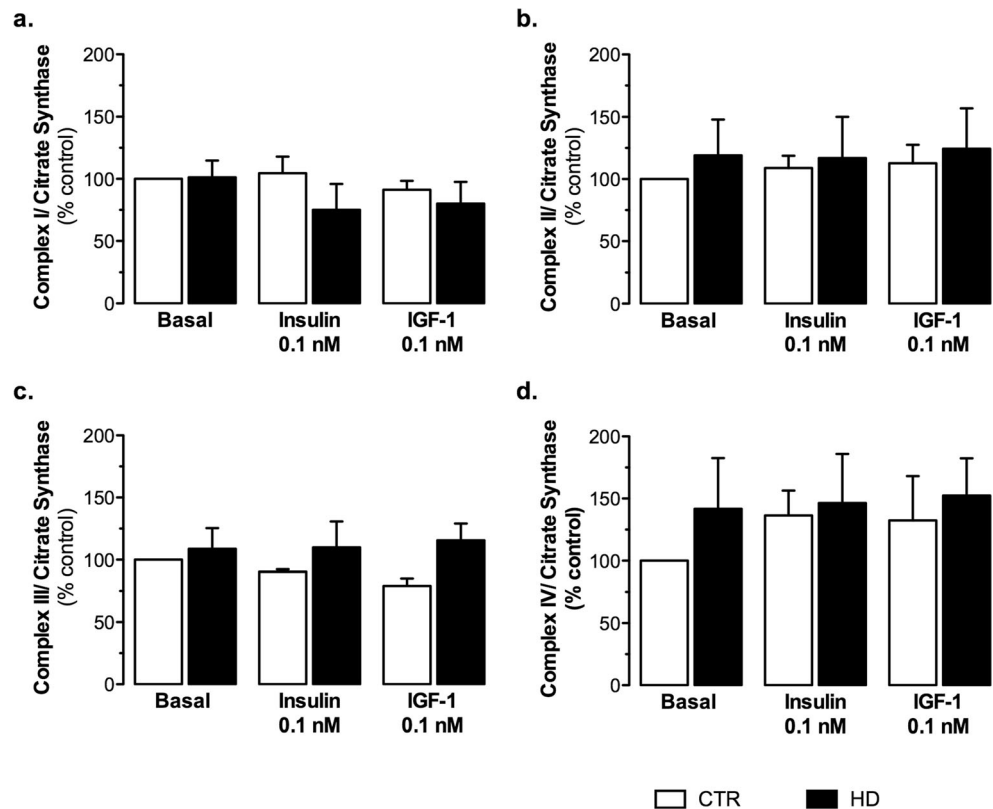 a.
Complex I/ Citrate Synthase
(% control)
200
150
100
50
0
Basal
Insulin
0.1 nM
IGF-1
0.1 nM
b.
Complex II/ Citrate Synthase
(% control)
200
150
100
50
0
Basal
Insulin
0.1 nM
IGF-1
0.1 nM
c.
Complex III/ Citrate Synthase
(% control)
200
150
100
50
0
Basal
Insulin
0.1 nM
IGF-1
0.1 nM
d.
Complex IV/ Citrate Synthase
(% control)
200
150
100
50
0
Basal
Insulin
0.1 nM
IGF-1
0.1 nM
CTR
HD